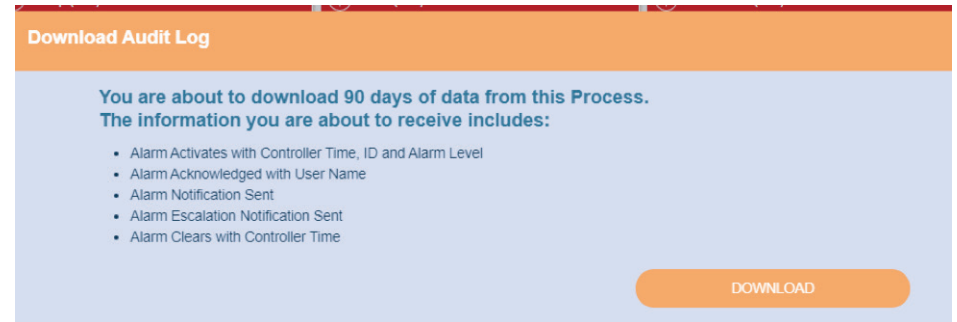 Download Audit Log
You are about to download 90 days of data from this Process.
The information you are about to receive includes:
• Alarm Activates with Controller Time, ID and Alarm Level
• Alarm Acknowledged with User Name
• Alarm Notification Sent
• Alarm Escalation Notification Sent
• Alarm Clears with Controller Time
DOWNLOAD